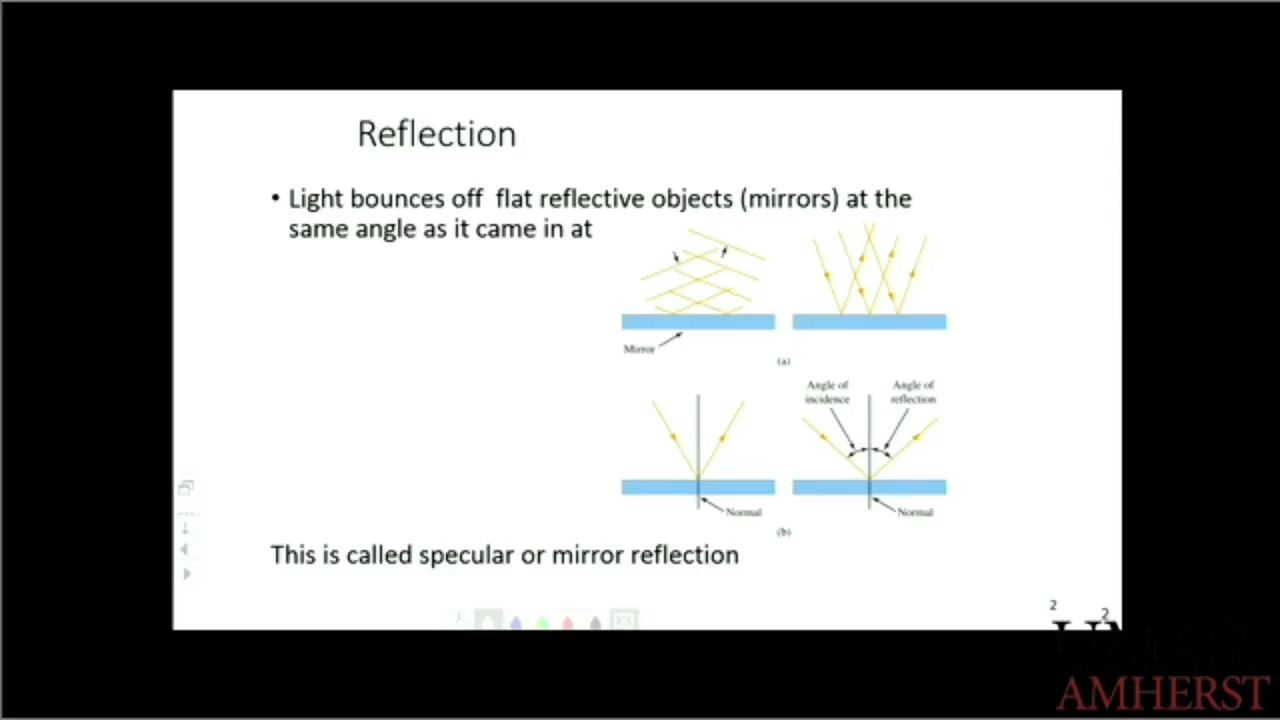 Reflection
• Light bounces off flat reflective objects (mirrors) at the
same angle as it came in at
Mirror
(a)
Angle of
incidence
Angle of
reflection
Normal
Normal
(b)
This is called specular or mirror reflection
2
2
AMHERST